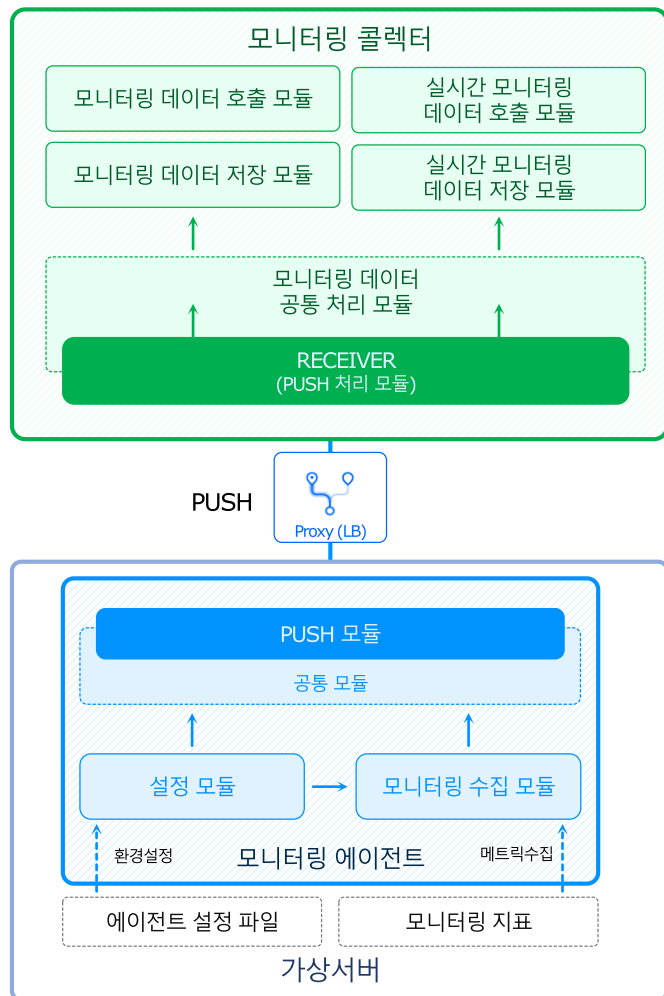 모니터링 콜렉터
모니터링 데이터 호출 모듈
실시간 모니터링
데이터 호출 모듈
모니터링 데이터 저장 모듈
실시간 모니터링
데이터 저장 모듈
모니터링 데이터
공통 처리 모듈
RECEIVER
(PUSH 처리 모듈)
PUSH
Proxy (LB)
PUSH 모듈
공통 모듈
설정 모듈
모니터링 수집 모듈
환경설정
모니터링 에이전트
메트릭수집
에이전트 설정 파일
모니터링 지표
가상서버